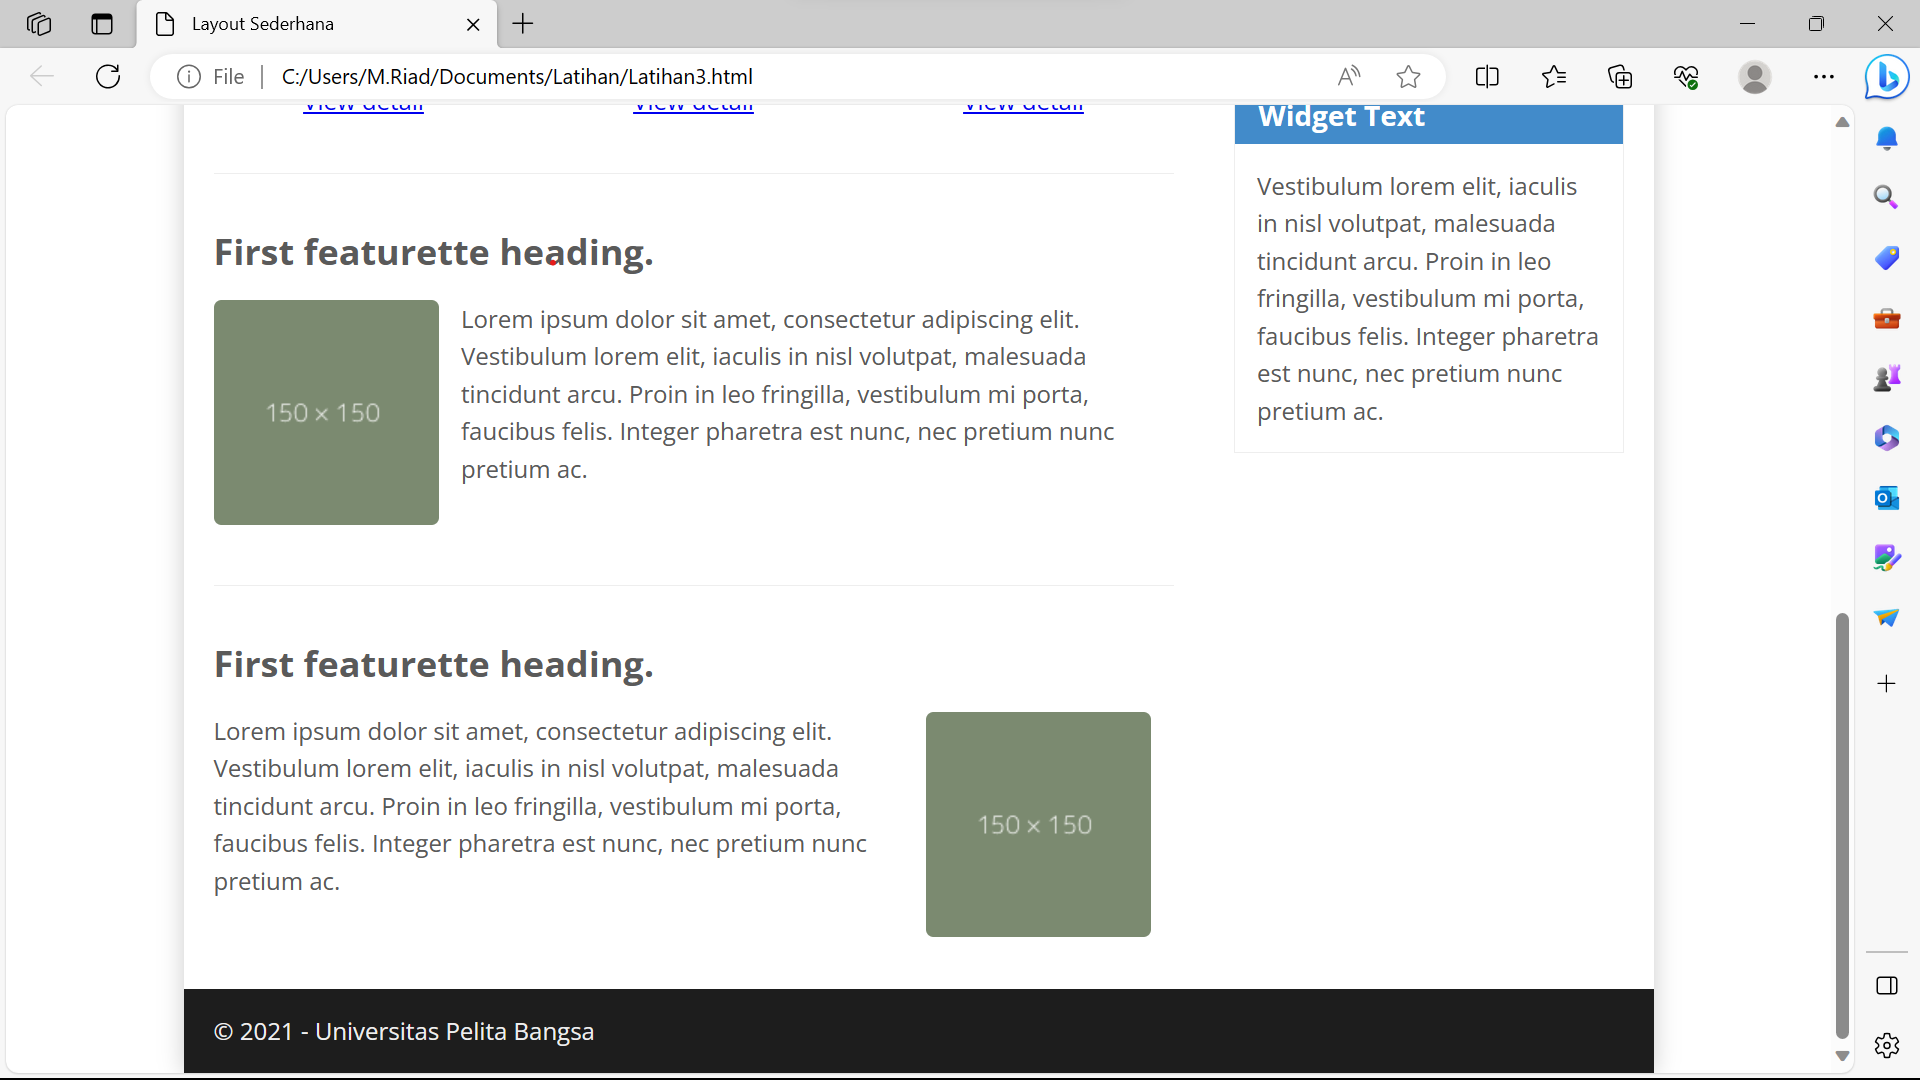 Layout Sederhana
File
C:/Users/M.Riad/Documents/Latihan/Latihan3.html
View detail
View detail
View detail
First featurette heading.
150 × 150
Lorem ipsum dolor sit amet, consectetur adipiscing elit.
Vestibulum lorem elit, iaculis in nisl volutpat, malesuada
tincidunt arcu. Proin in leo fringilla, vestibulum mi porta,
faucibus felis. Integer pharetra est nunc, nec pretium nunc
pretium ac.
First featurette heading.
Lorem ipsum dolor sit amet, consectetur adipiscing elit.
Vestibulum lorem elit, iaculis in nisl volutpat, malesuada
tincidunt arcu. Proin in leo fringilla, vestibulum mi porta,
faucibus felis. Integer pharetra est nunc, nec pretium nunc
pretium ac.
150 × 150
Widget Text
Vestibulum lorem elit, iaculis
in nisl volutpat, malesuada
tincidunt arcu. Proin in leo
fringilla, vestibulum mi porta,
faucibus felis. Integer pharetra
est nunc, nec pretium nunc
pretium ac.
© 2021 - Universitas Pelita Bangsa